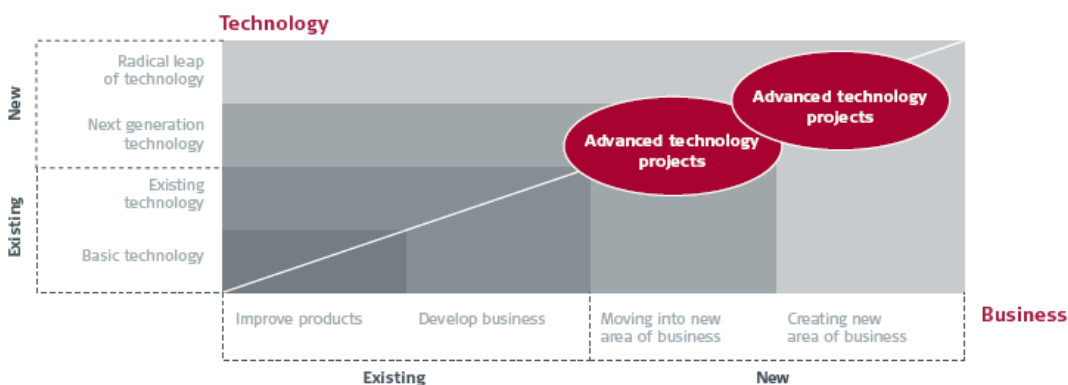 Technology
New
Radical leap
of technology
Next generation
technology
Existing
Existing
technology
Basic technology
Advanced technology
projects
Advanced technology
projects
Improve products
Develop business
Moving into new
area of business
Creating new
area of business
Business
Existing
New